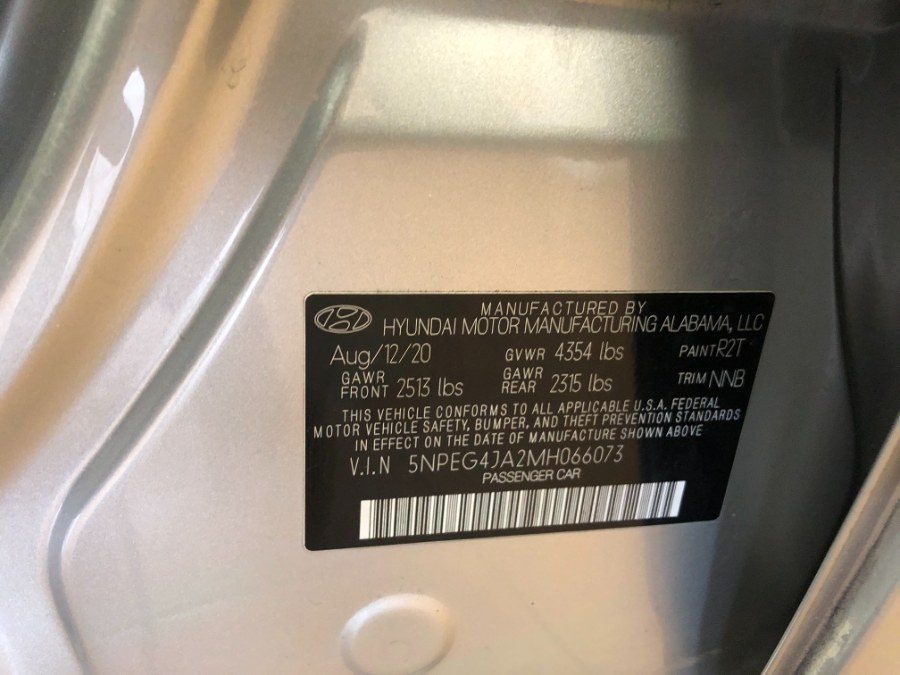 MANUFACTURED BY
HYUNDAI MOTOR MANUFACTURING ALABAMA, LLC
Aug/12/20 GVWR 4354 lbs PAINT R2T
GAWR FRONT 2513 lbs GAWR REAR 2315 lbs TRIM NNB
THIS VEHICLE CONFORMS TO ALL APPLICABLE U.S.A. FEDERAL
MOTOR VEHICLE SAFETY, BUMPER, AND THEFT PREVENTION STANDARDS
IN EFFECT ON THE DATE OF MANUFACTURE SHOWN ABOVE
V.I.N 5NPEG4JA2MH066073
PASSENGER CAR